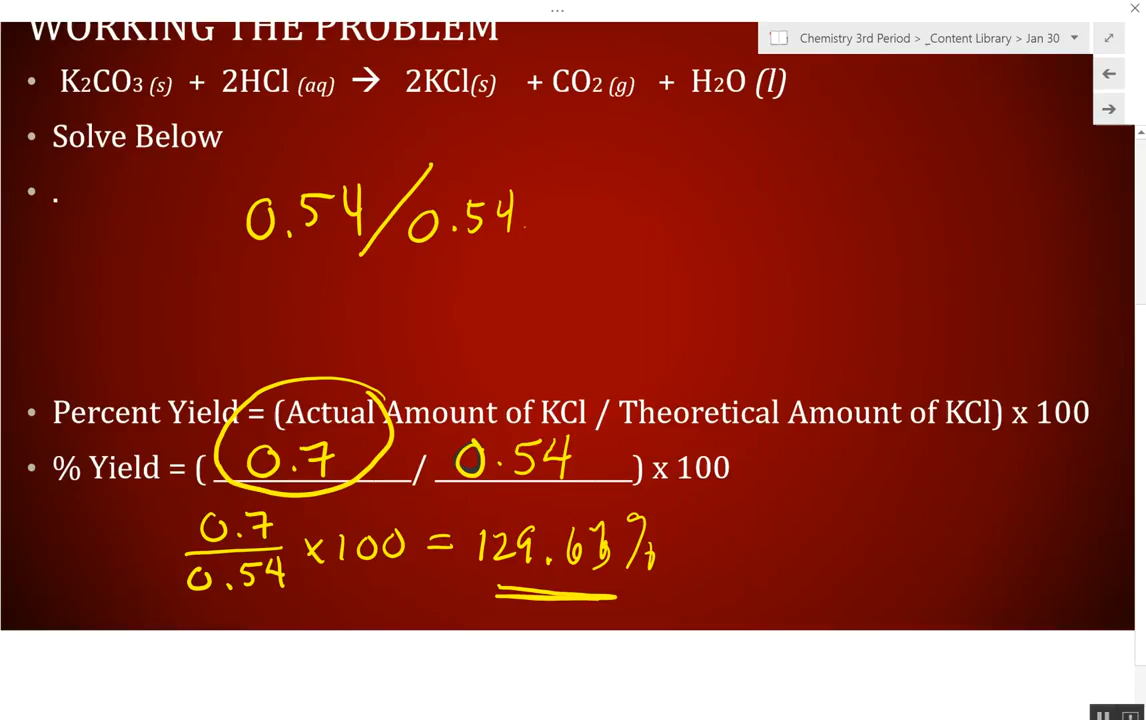 WORKING THE PROBLEM
Chemistry 3rd Period > _Content Library > Jan 30
• K2CO3 (s) + 2HCl (aq) → 2KCl(s) + CO2 (g) + H2O (l)
• Solve Below
• .
0.54/0.54
• Percent Yield = (Actual Amount of KCl / Theoretical Amount of KCl) x 100
• % Yield = ( 0.7 / 0.54 ) x 100
0.7/0.54 x 100 = 129.63%